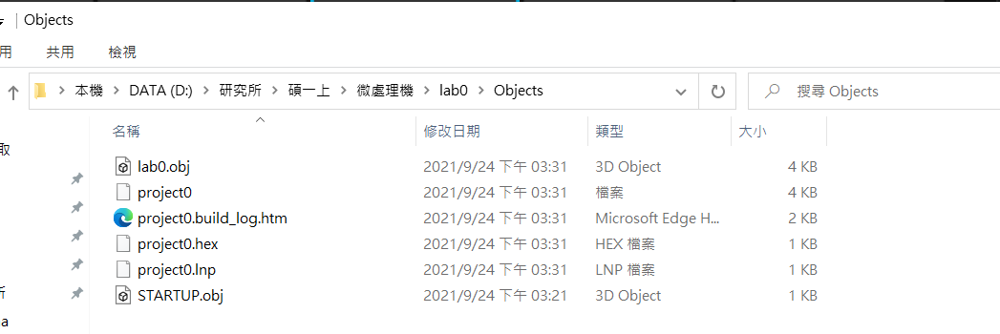 Objects
用 共用 檢視
本機 DATA (D:) 研究所 碩一上 微處理機 lab0 Objects 搜尋 Objects
名稱 修改日期 類型 大小
取
lab0.obj 2021/9/24 下午 03:31 3D Object 4 KB
project0 2021/9/24 下午 03:31 檔案 4 KB
project0.build_log.htm 2021/9/24 下午 03:31 Microsoft Edge H... 2 KB
project0.hex 2021/9/24 下午 03:31 HEX 檔案 1 KB
project0.lnp 2021/9/24 下午 03:31 LNP 檔案 1 KB
STARTUP.obj 2021/9/24 下午 03:21 3D Object 1 KB
a